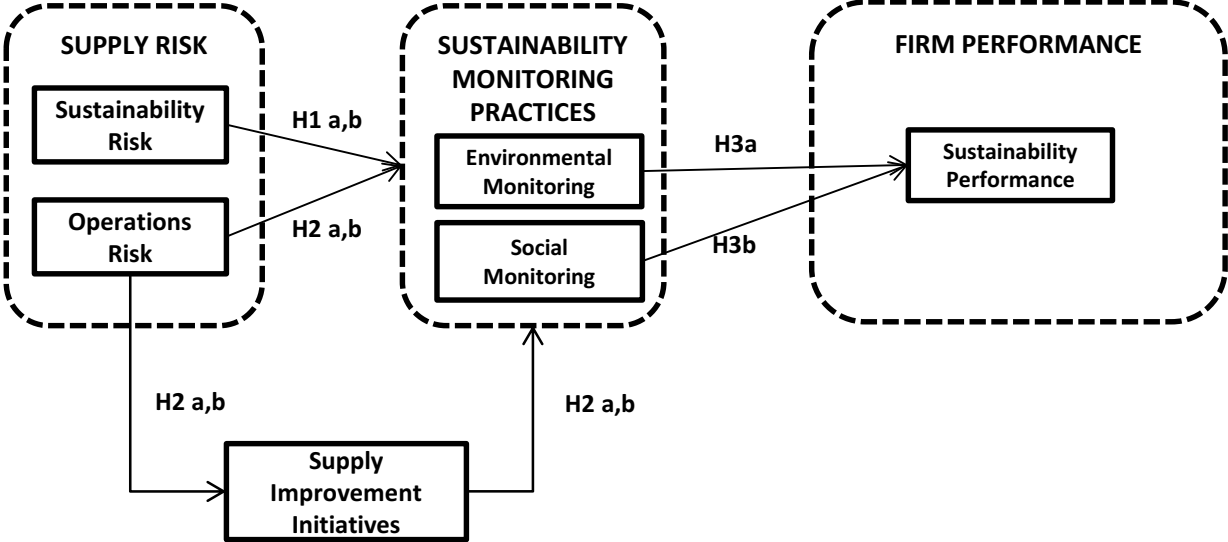 SUPPLY RISK
Sustainability
Risk
Operations
Risk
H1 a,b
H2 a,b
SUSTAINABILITY
MONITORING
PRACTICES
Environmental
Monitoring
Social
Monitoring
H3a
H3b
FIRM PERFORMANCE
Sustainability
Performance
H2 a,b
Supply
Improvement
Initiatives
H2 a,b